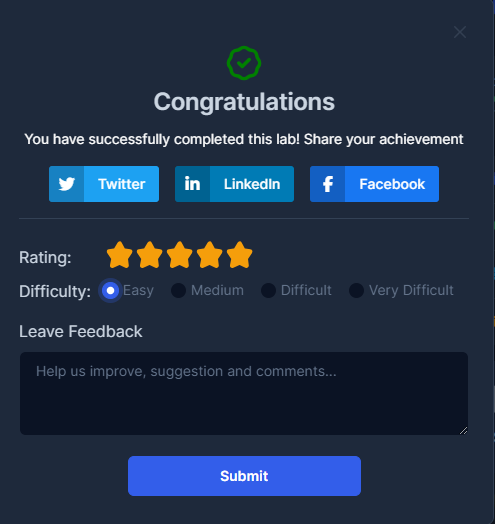 Congratulations
You have successfully completed this lab! Share your achievement
Twitter LinkedIn Facebook
Rating:
Difficulty: Easy Medium Difficult Very Difficult
Leave Feedback
Help us improve, suggestion and comments...
Submit